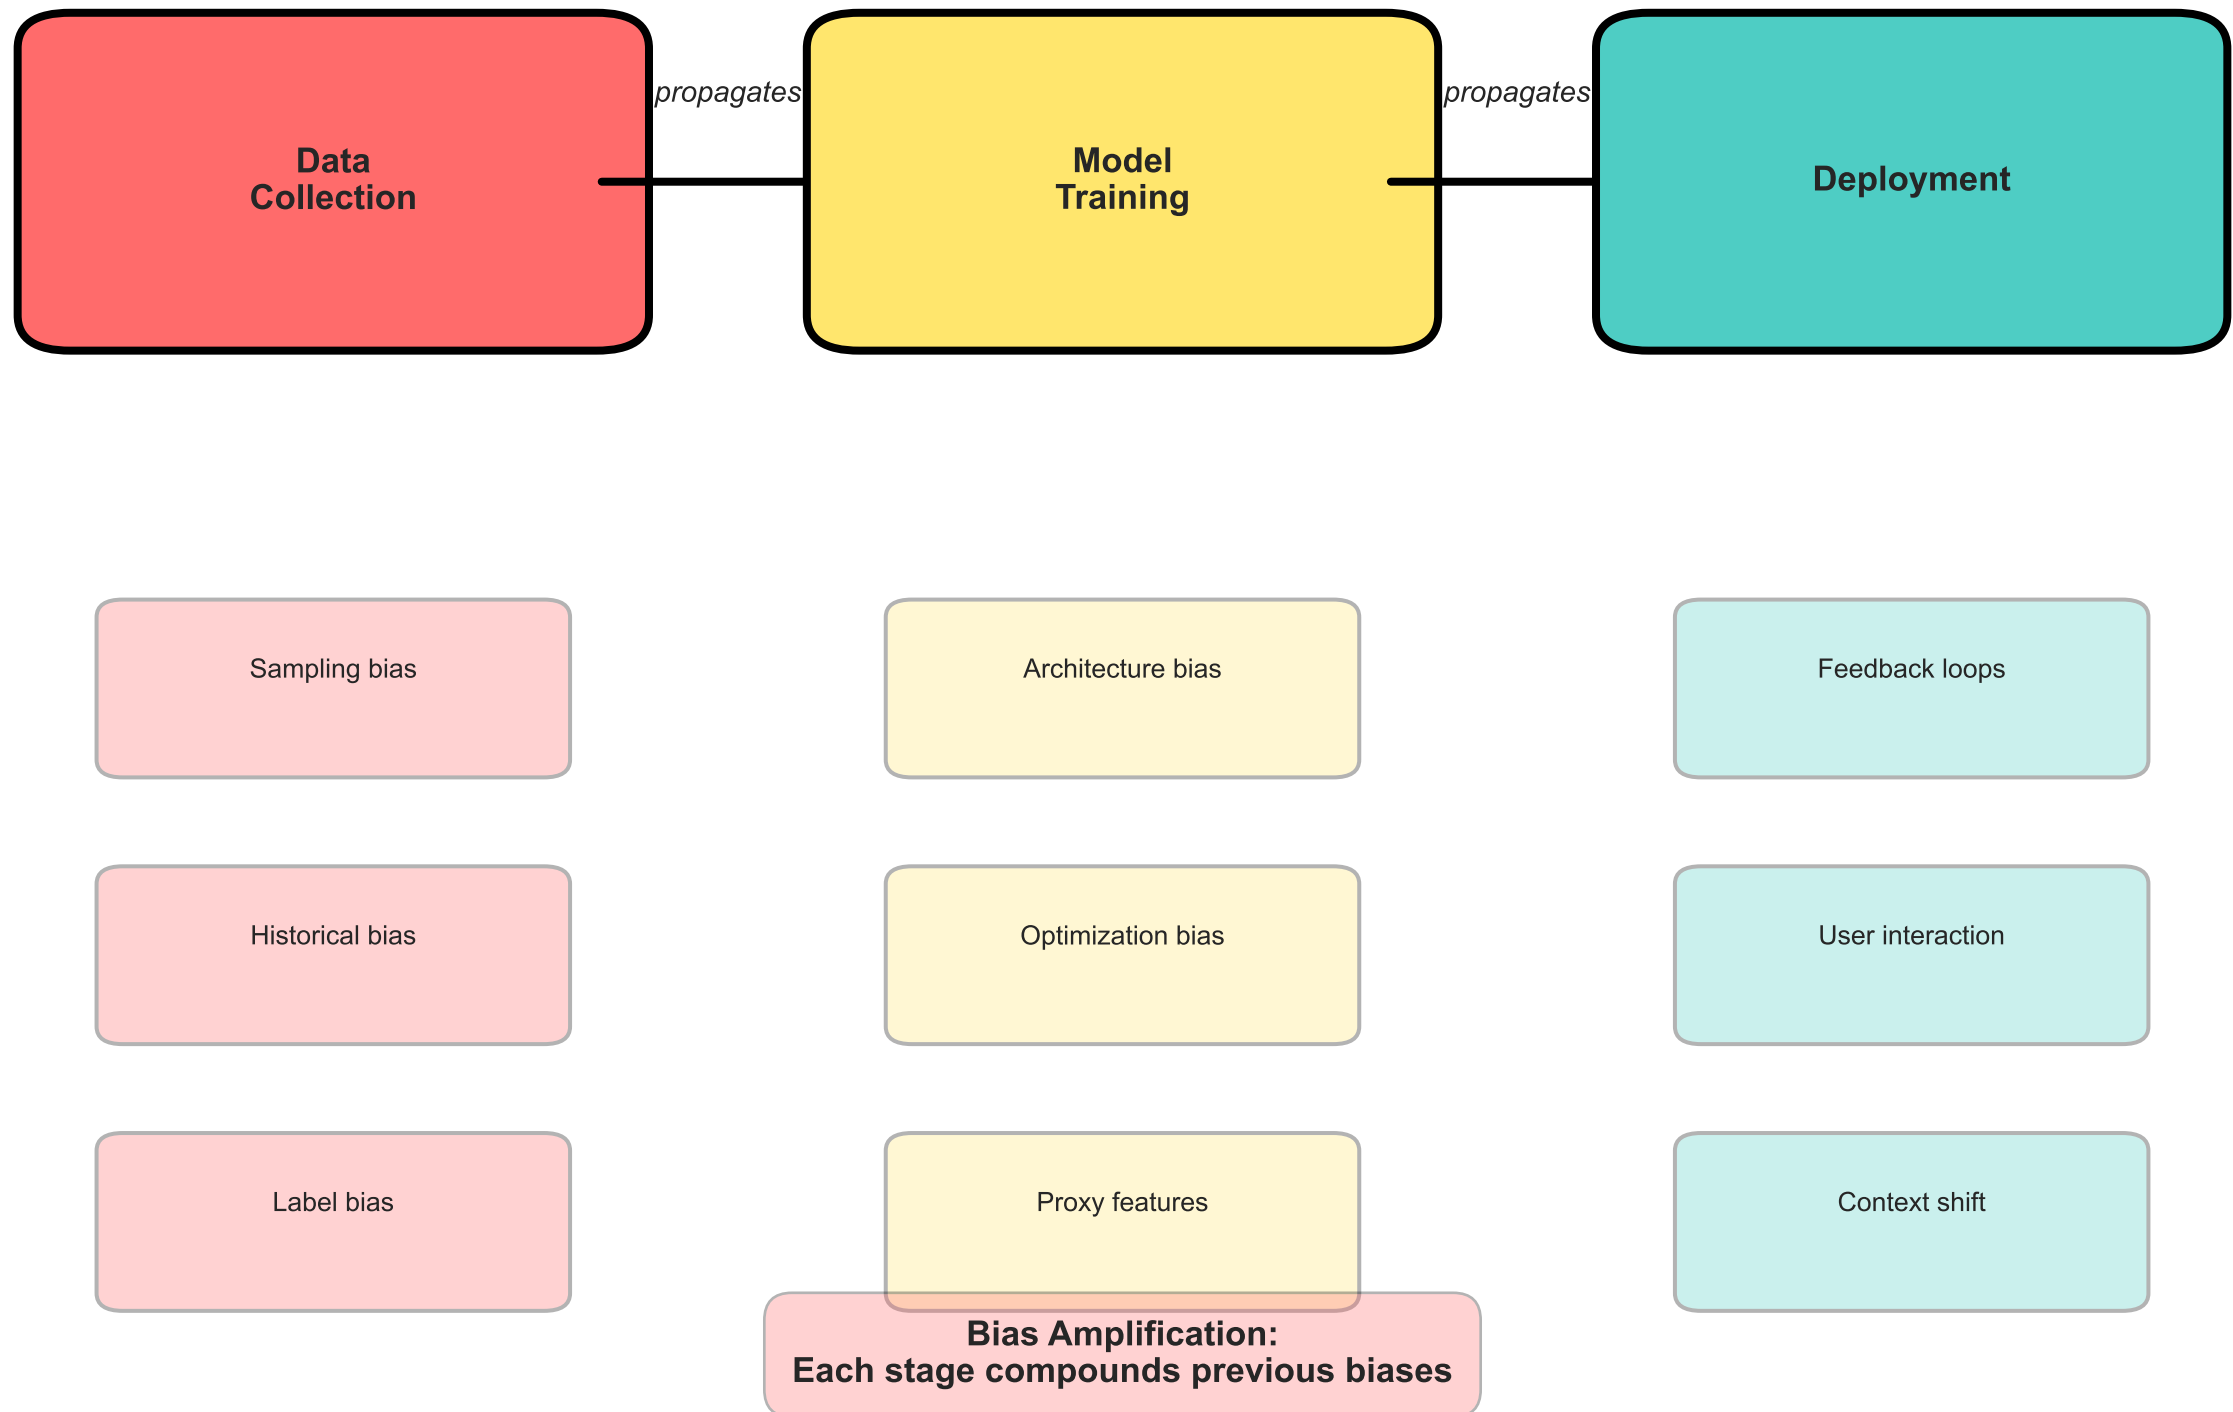 Data
Collection
propagates
Model
Training
propagates
Deployment
Sampling bias
Architecture bias
Feedback loops
Historical bias
Optimization bias
User interaction
Label bias
Proxy features
Context shift
Bias Amplification:
Each stage compounds previous biases